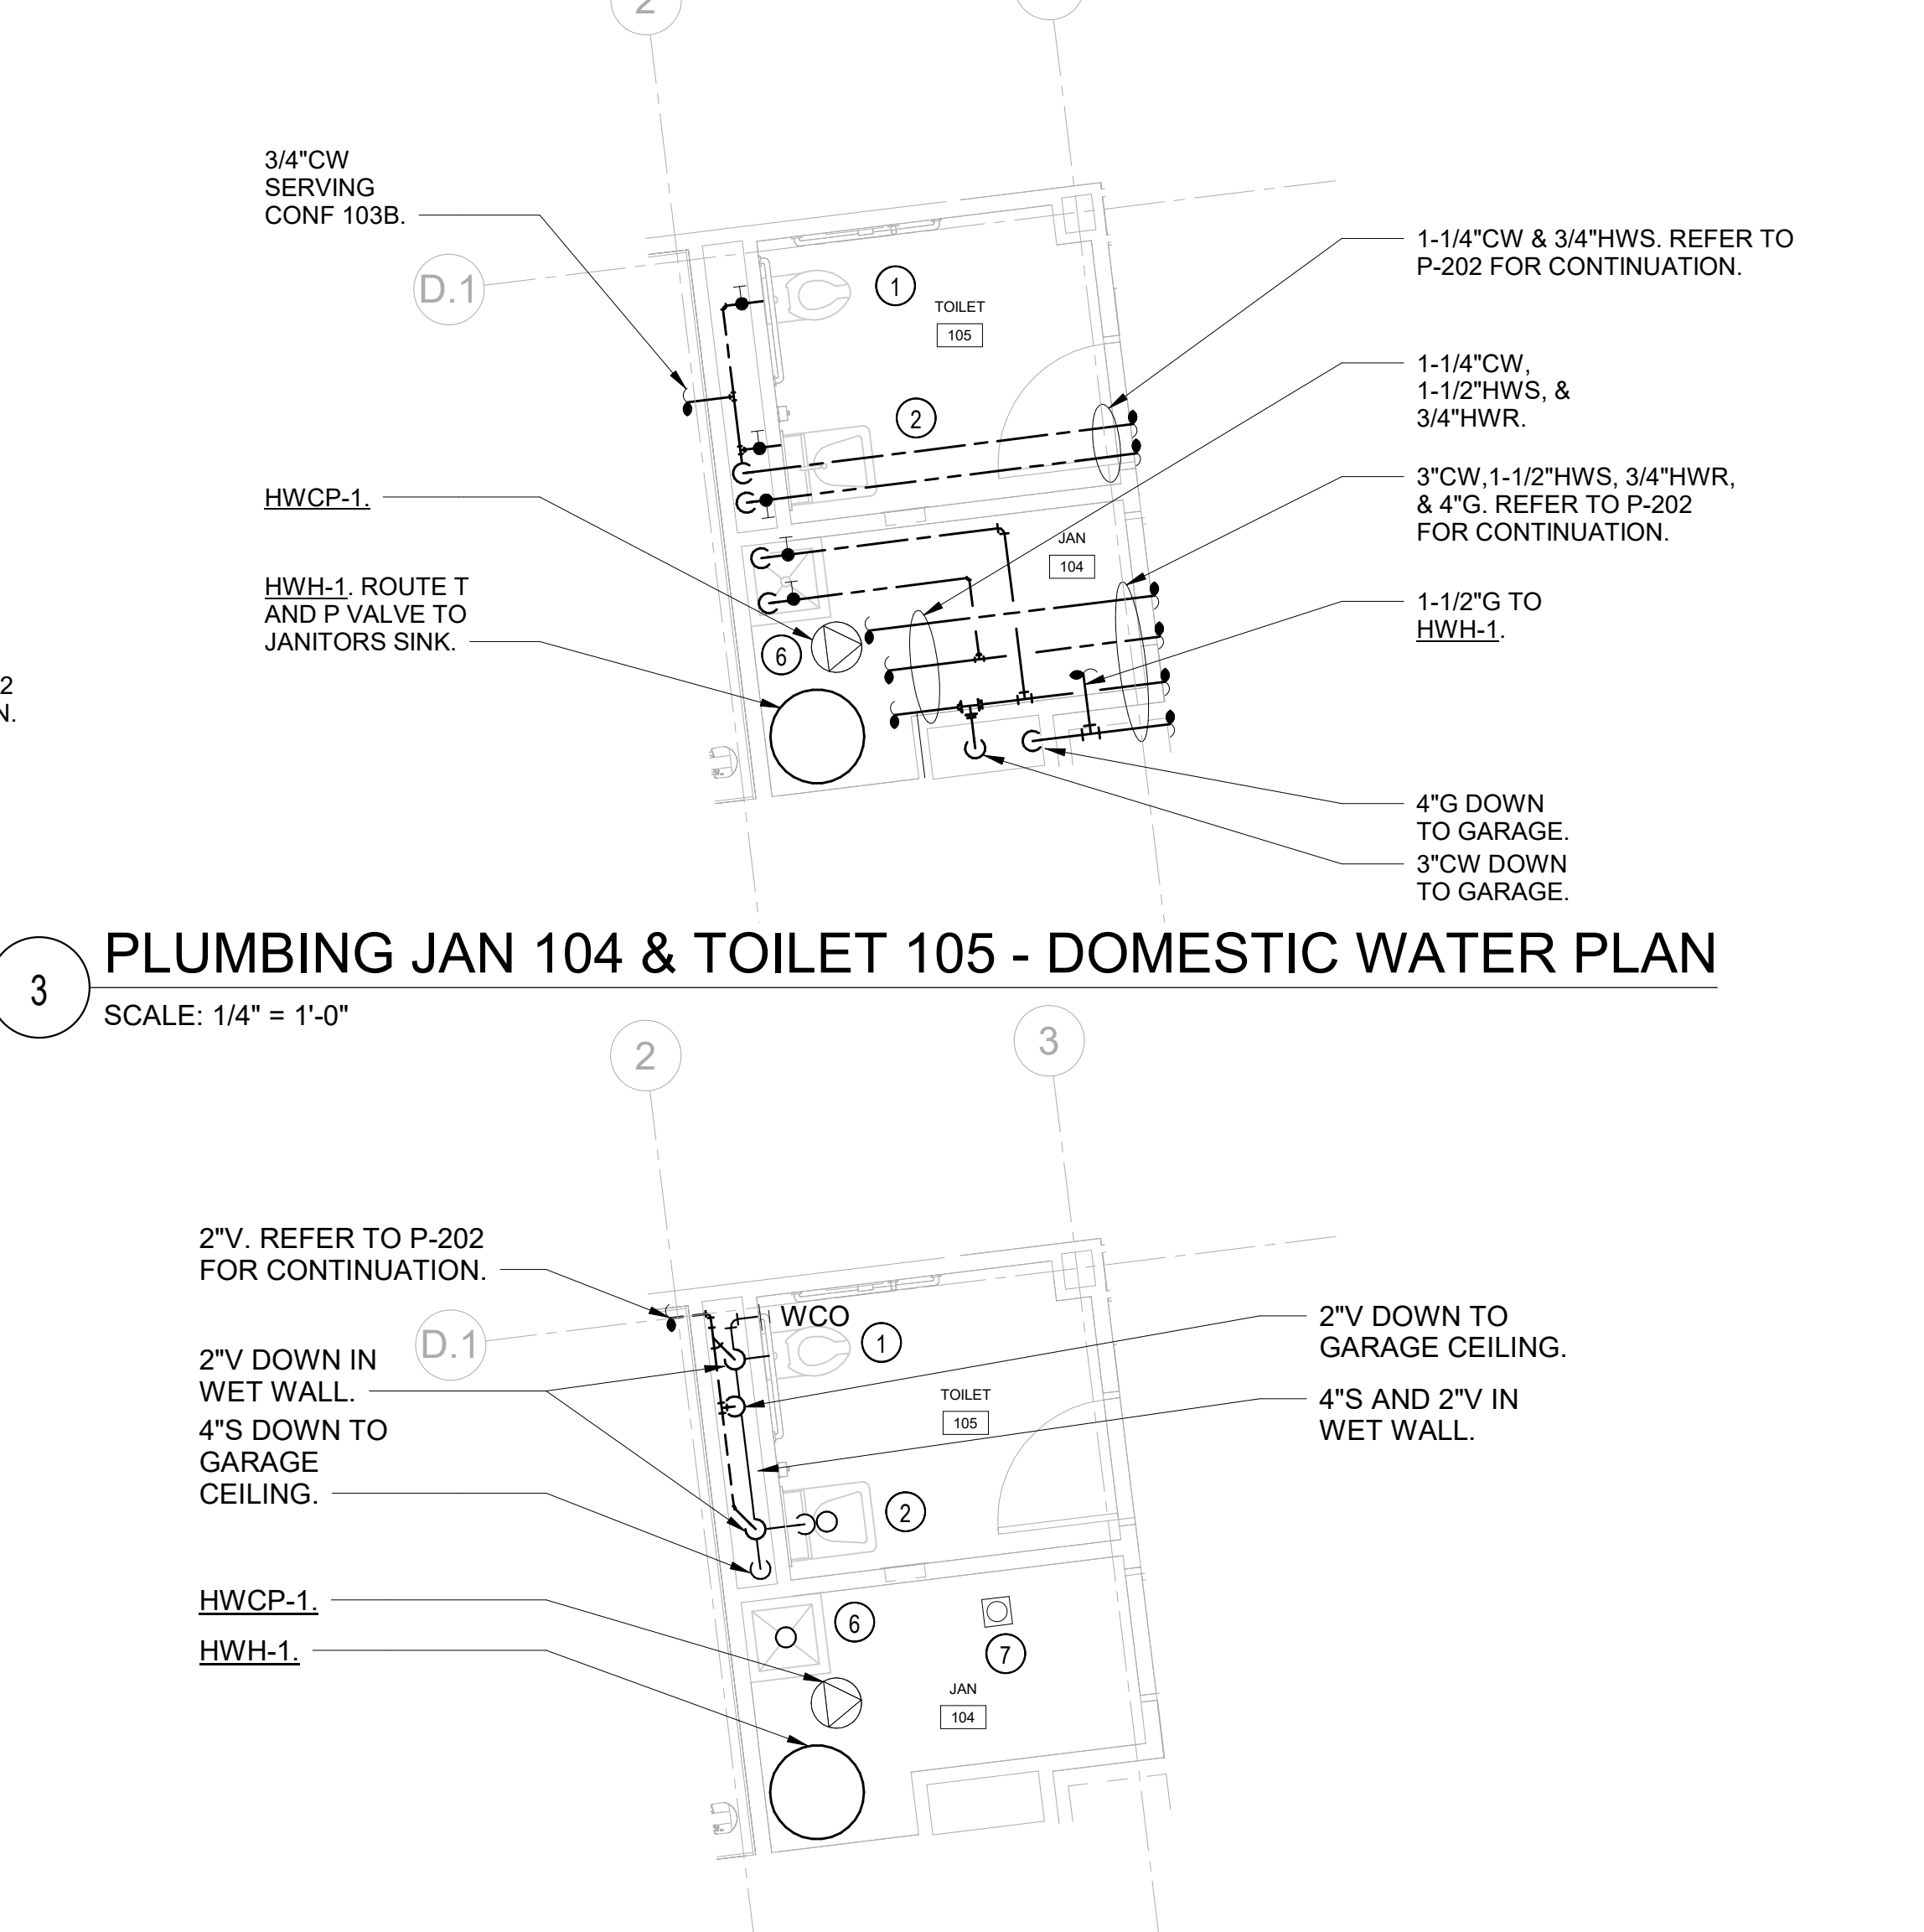 2
3/4"CW
SERVING
CONF 103B.
D.1
HWCP-1.
HWH-1. ROUTE T
AND P VALVE TO
JANITORS SINK.
2
N.
1
TOILET
105
2
JAN
104
6
1-1/4"CW & 3/4"HWS. REFER TO
P-202 FOR CONTINUATION.
1-1/4"CW,
1-1/2"HWS, &
3/4"HWR.
3"CW,1-1/2"HWS, 3/4"HWR,
& 4"G. REFER TO P-202
FOR CONTINUATION.
1-1/2"G TO
HWH-1.
4"G DOWN
TO GARAGE.
3"CW DOWN
TO GARAGE.
3
PLUMBING JAN 104 & TOILET 105 - DOMESTIC WATER PLAN
SCALE: 1/4" = 1'-0"
2
3
2"V. REFER TO P-202
FOR CONTINUATION.
D.1
2"V DOWN IN
WET WALL.
4"S DOWN TO
GARAGE
CEILING.
HWCP-1.
HWH-1.
WCO
1
TOILET
105
2
6
7
JAN
104
2"V DOWN TO
GARAGE CEILING.
4"S AND 2"V IN
WET WALL.